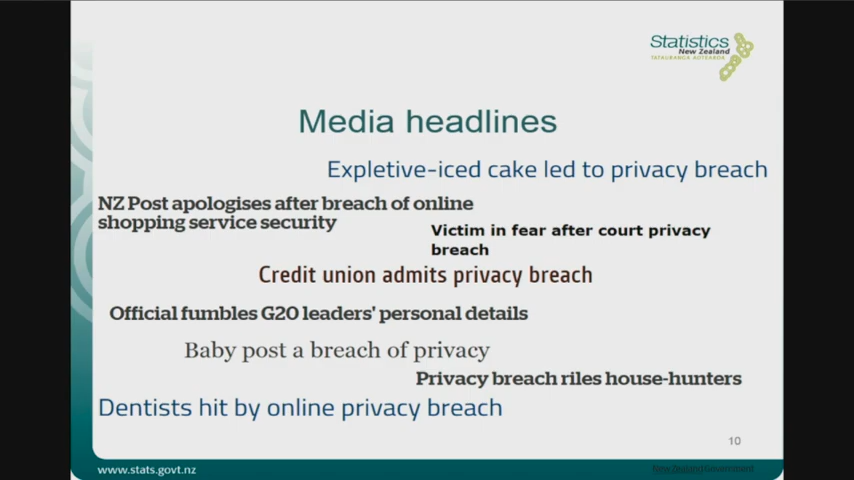 Statistics
New Zealand
TATAURANGA AOTEAROA
Media headlines
Expletive-iced cake led to privacy breach
NZ Post apologises after breach of online
shopping service security
Victim in fear after court privacy
breach
Credit union admits privacy breach
Official fumbles G20 leaders' personal details
Baby post a breach of privacy
Privacy breach riles house-hunters
Dentists hit by online privacy breach
10
www.stats.govt.nz
New Zealand Government